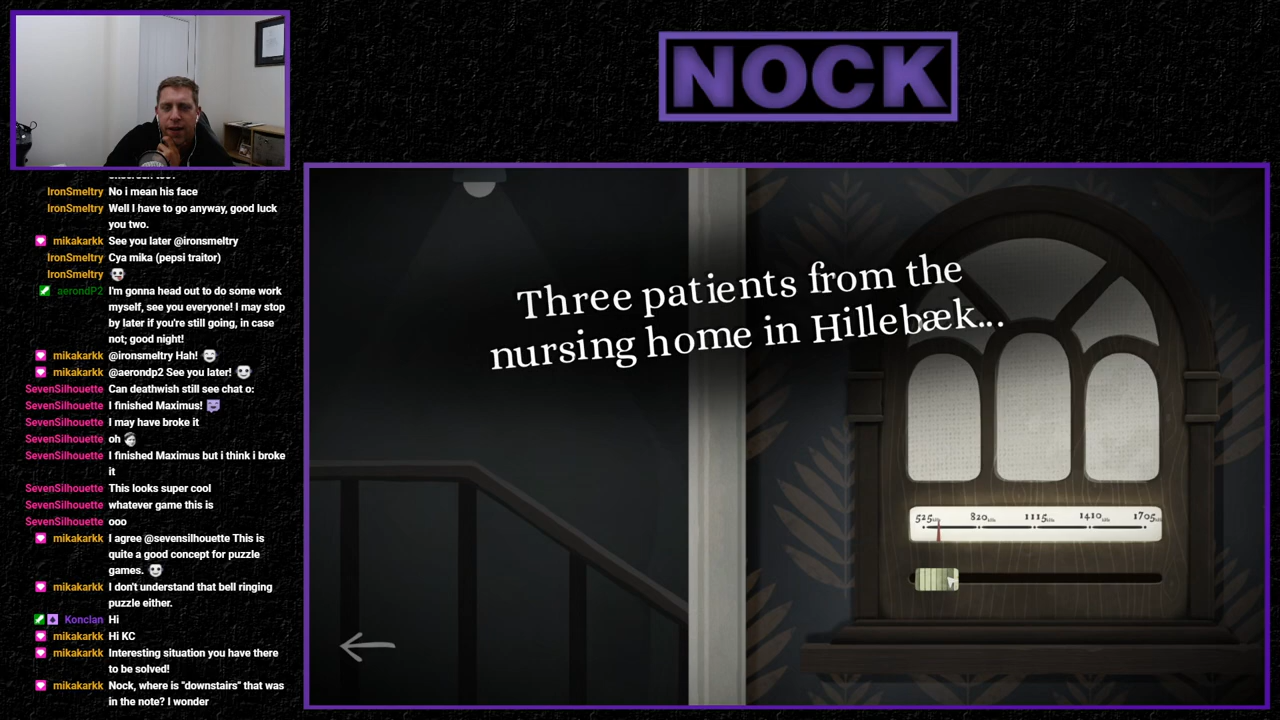 NOCK
IronSmeltry No i mean his face
IronSmeltry Well I have to go anyway, good luck
you two.
mikakarkk See you later @ironsmeltry
IronSmeltry Cya mika (pepsi traitor)
IronSmeltry
aerondP2 I'm gonna head out to do some work
myself, see you everyone! I may stop
by later if you're still going, in case
not; good night!
mikakarkk @ironsmeltry Hah!
mikakarkk @aerondp2 See you later!
SevenSilhouette Can deathwish still see chat o:
SevenSilhouette I finished Maximus!
SevenSilhouette I may have broke it
SevenSilhouette oh
SevenSilhouette I finished Maximus but i think i broke
it
SevenSilhouette This looks super cool
SevenSilhouette whatever game this is
SevenSilhouette ooo
mikakarkk I agree @sevensilhouette This is
quite a good concept for puzzle
games.
mikakarkk I don't understand that bell ringing
puzzle either.
Konclan Hi
mikakarkk Hi KC
mikakarkk Interesting situation you have there
to be solved!
mikakarkk Nock, where is "downstairs" that was
in the note? I wonder
Three patients from the
nursing home in Hillebæk...
525 820 1115 1410 1705